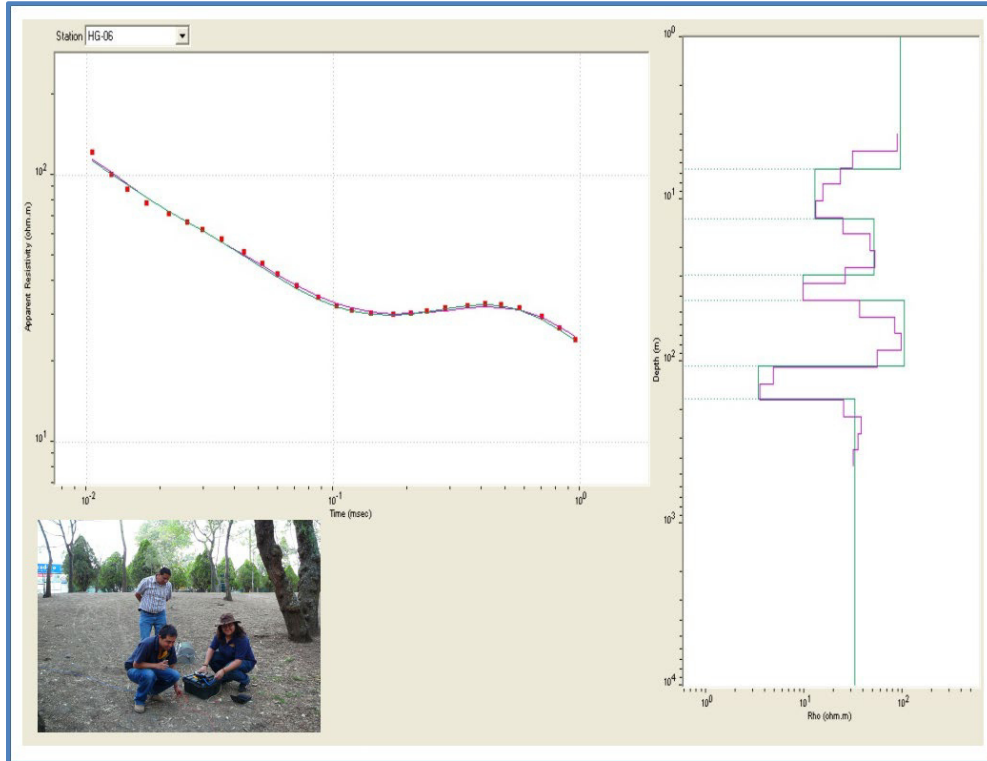 Station HG-06
Apparent Resistivity (ohm.m)
10²
10¹
10⁻²
10⁻¹
10⁰
Time (msec)
Depth (m)
10⁰
10¹
10²
10³
10⁴
10⁰
10¹
10²
Rho (ohm.m)